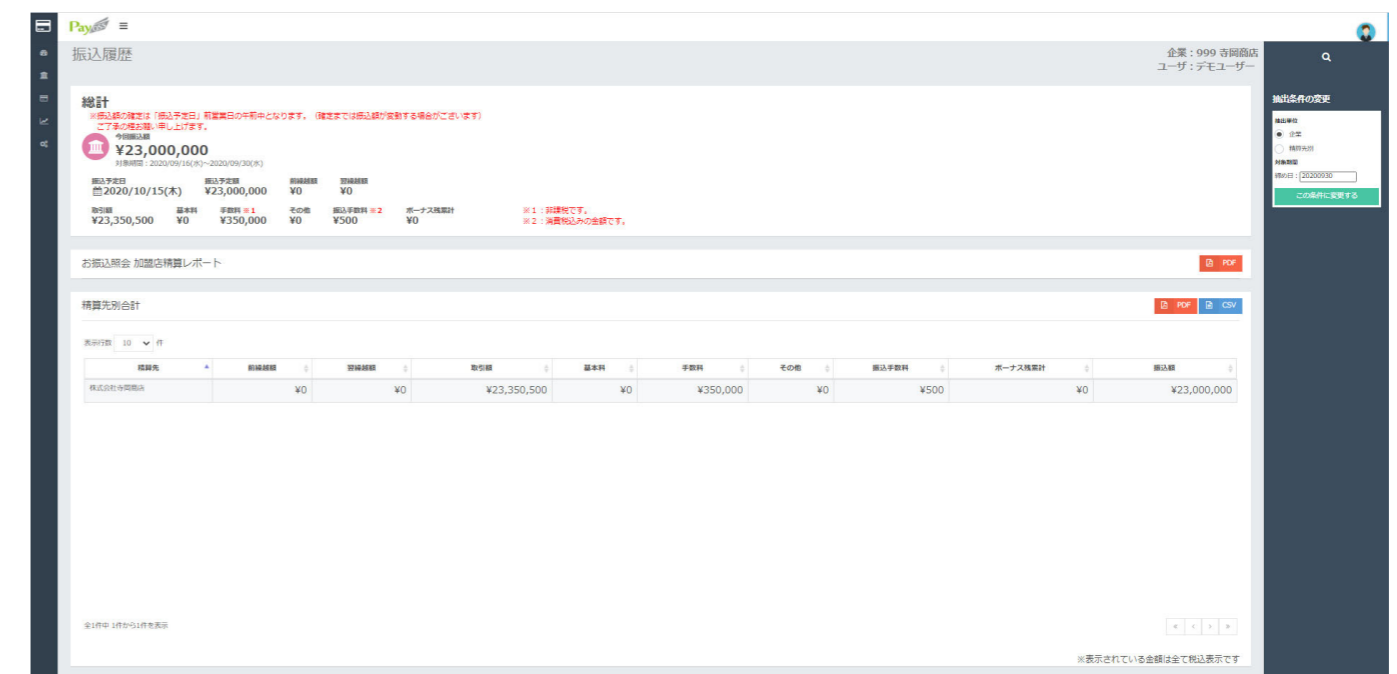 Pay
振込履歴
企業：999 寺岡商店
ユーザ：デモユーザー
総計
※振込額の確定は「振込予定日」前営業日の午前中となります。（確定までは振込額が変動する場合がございます）
ご了承の程お願い申し上げます。
今回振込額
¥23,000,000
対象期間：2020/09/16(水)～2020/09/30(水)
振込予定日 振込予定額 前繰越額 翌繰越額
2020/10/15(木) ¥23,000,000 ¥0 ¥0
取引額 基本料 手数料 ※1 その他 振込手数料 ※2 ボーナス残累計
¥23,350,500 ¥0 ¥350,000 ¥0 ¥500 ¥0
※1：非課税です。
※2：消費税込みの金額です。
お振込照会 加盟店精算レポート
PDF
精算先別合計
PDF CSV
表示行数 10 件
精算先 前繰越額 翌繰越額 取引額 基本料 手数料 その他 振込手数料 ボーナス残累計 振込額
株式会社寺岡商店 ¥0 ¥0 ¥23,350,500 ¥0 ¥350,000 ¥0 ¥500 ¥0 ¥23,000,000
全1件中 1件から1件を表示
« ‹ › »
※表示されている金額は全て税込表示です
抽出条件の変更
抽出単位
企業
精算先別
対象期間
締め日：20200930
この条件に変更する